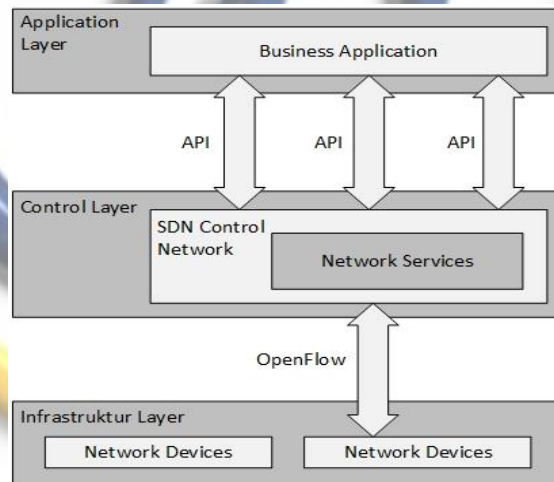 Application
Layer
Business Application
API
API
API
Control Layer
SDN Control
Network
Network Services
OpenFlow
Infrastruktur Layer
Network Devices
Network Devices